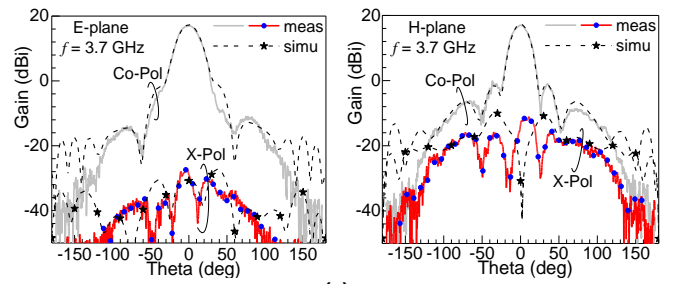 E-plane
f = 3.7 GHz
meas
simu
Co-Pol
X-Pol
Gain (dBi)
20
0
-20
-40
-150 -100 -50 0 50 100 150
Theta (deg)
H-plane
f = 3.7 GHz
meas
simu
Co-Pol
X-Pol
Gain (dBi)
20
0
-20
-40
-150 -100 -50 0 50 100 150
Theta (deg)